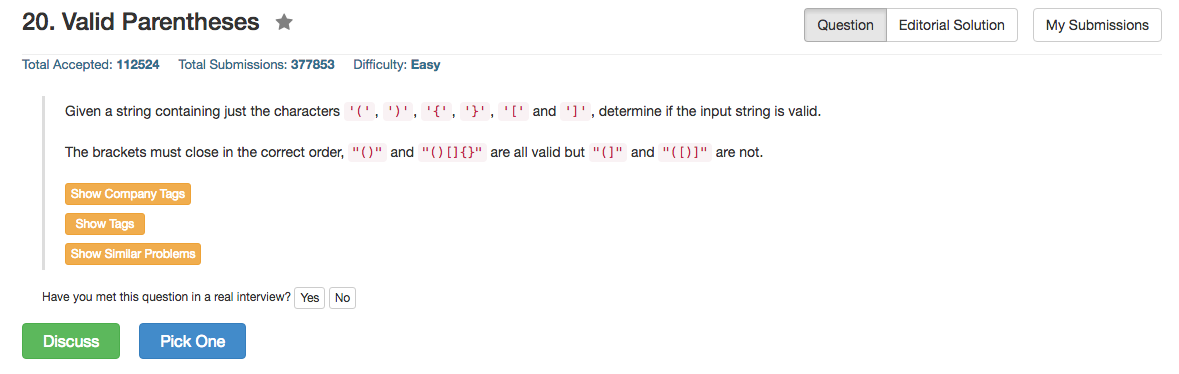 20. Valid Parentheses
Question Editorial Solution My Submissions
Total Accepted: 112524 Total Submissions: 377853 Difficulty: Easy
Given a string containing just the characters '(', ')', '{', '}', '[' and ']', determine if the input string is valid.
The brackets must close in the correct order, "()" and "()[]{}" are all valid but "(]" and "([)]" are not.
Show Company Tags
Show Tags
Show Similar Problems
Have you met this question in a real interview? Yes No
Discuss Pick One